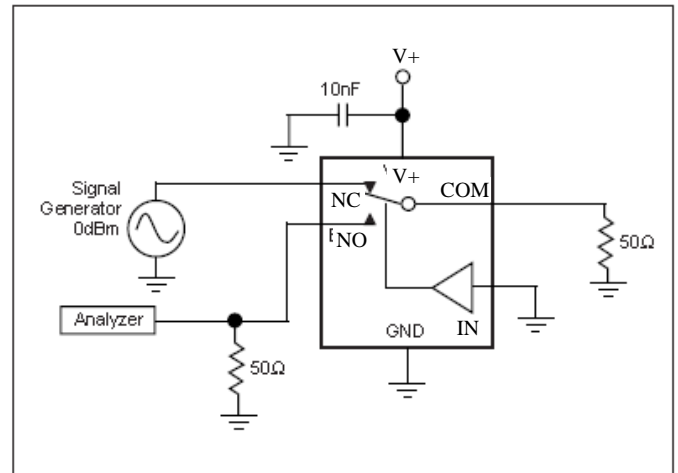 V+
10nF
V+
Signal
Generator
0dBm
NC
COM
NO
50Ω
Analyzer
GND
IN
50Ω